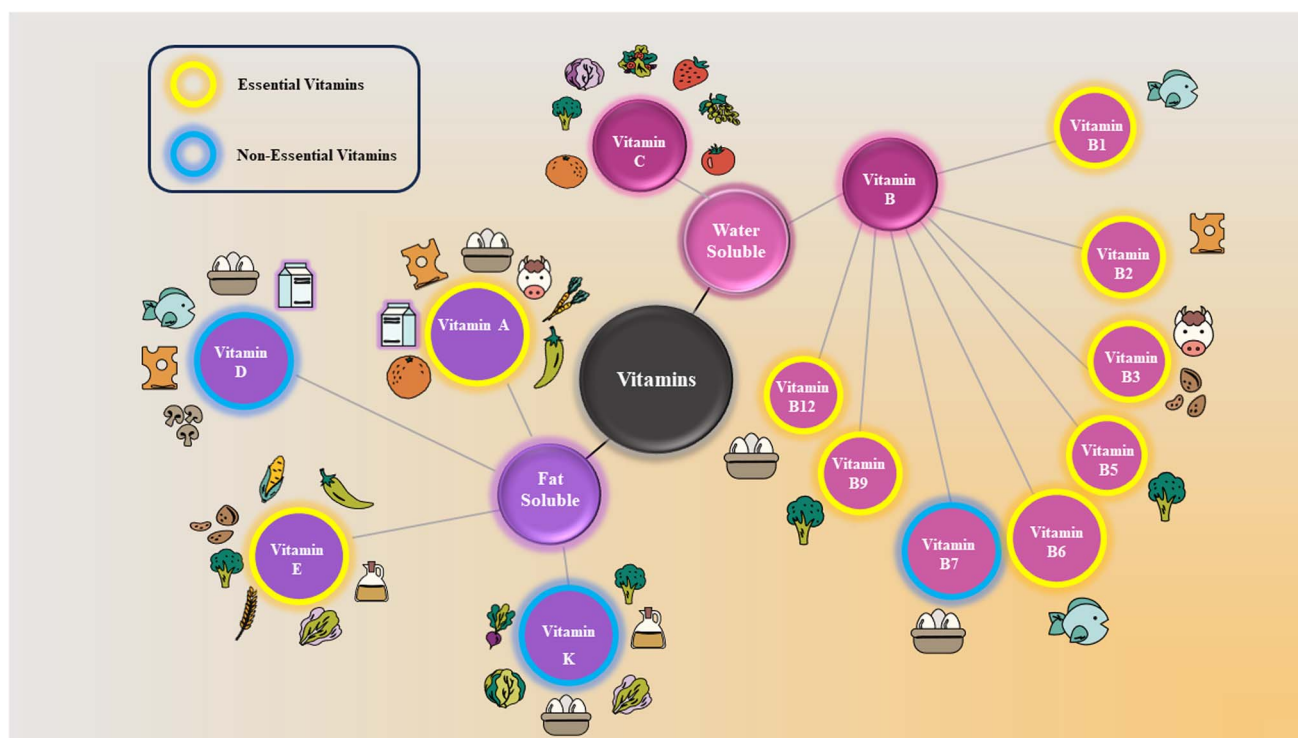 Essential Vitamins
Non-Essential Vitamins
Vitamin
C
Vitamin
B
Vitamin
B1
Water
Soluble
Vitamin
B2
Vitamin A
Vitamin
D
Vitamins
Vitamin
B3
Vitamin
B12
Vitamin
B5
Vitamin
B9
Fat
Soluble
Vitamin
B7
Vitamin
B6
Vitamin
E
Vitamin
K